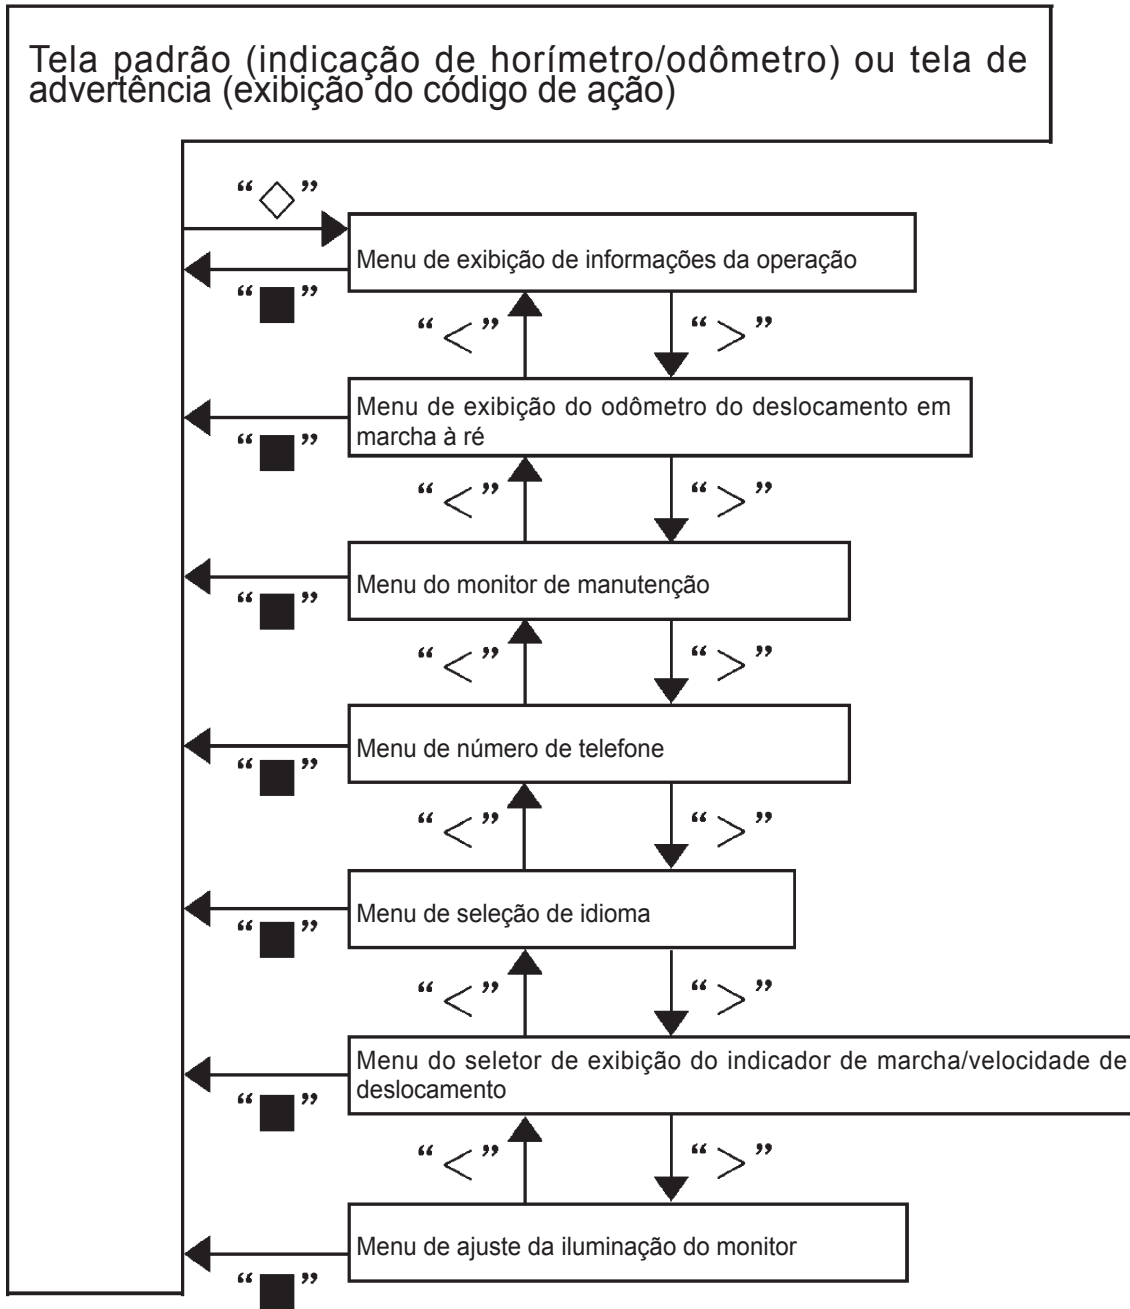 Tela padrão (indicação de horímetro/odômetro) ou tela de
advertência (exibição do código de ação)
“◇”
Menu de exibição de informações da operação
“■”
“<” “>”
Menu de exibição do odômetro do deslocamento em
marcha à ré
“■”
“<” “>”
Menu do monitor de manutenção
“■”
“<” “>”
Menu de número de telefone
“■”
“<” “>”
Menu de seleção de idioma
“■”
“<” “>”
Menu do seletor de exibição do indicador de marcha/velocidade de
deslocamento
“■”
“<” “>”
Menu de ajuste da iluminação do monitor
“■”